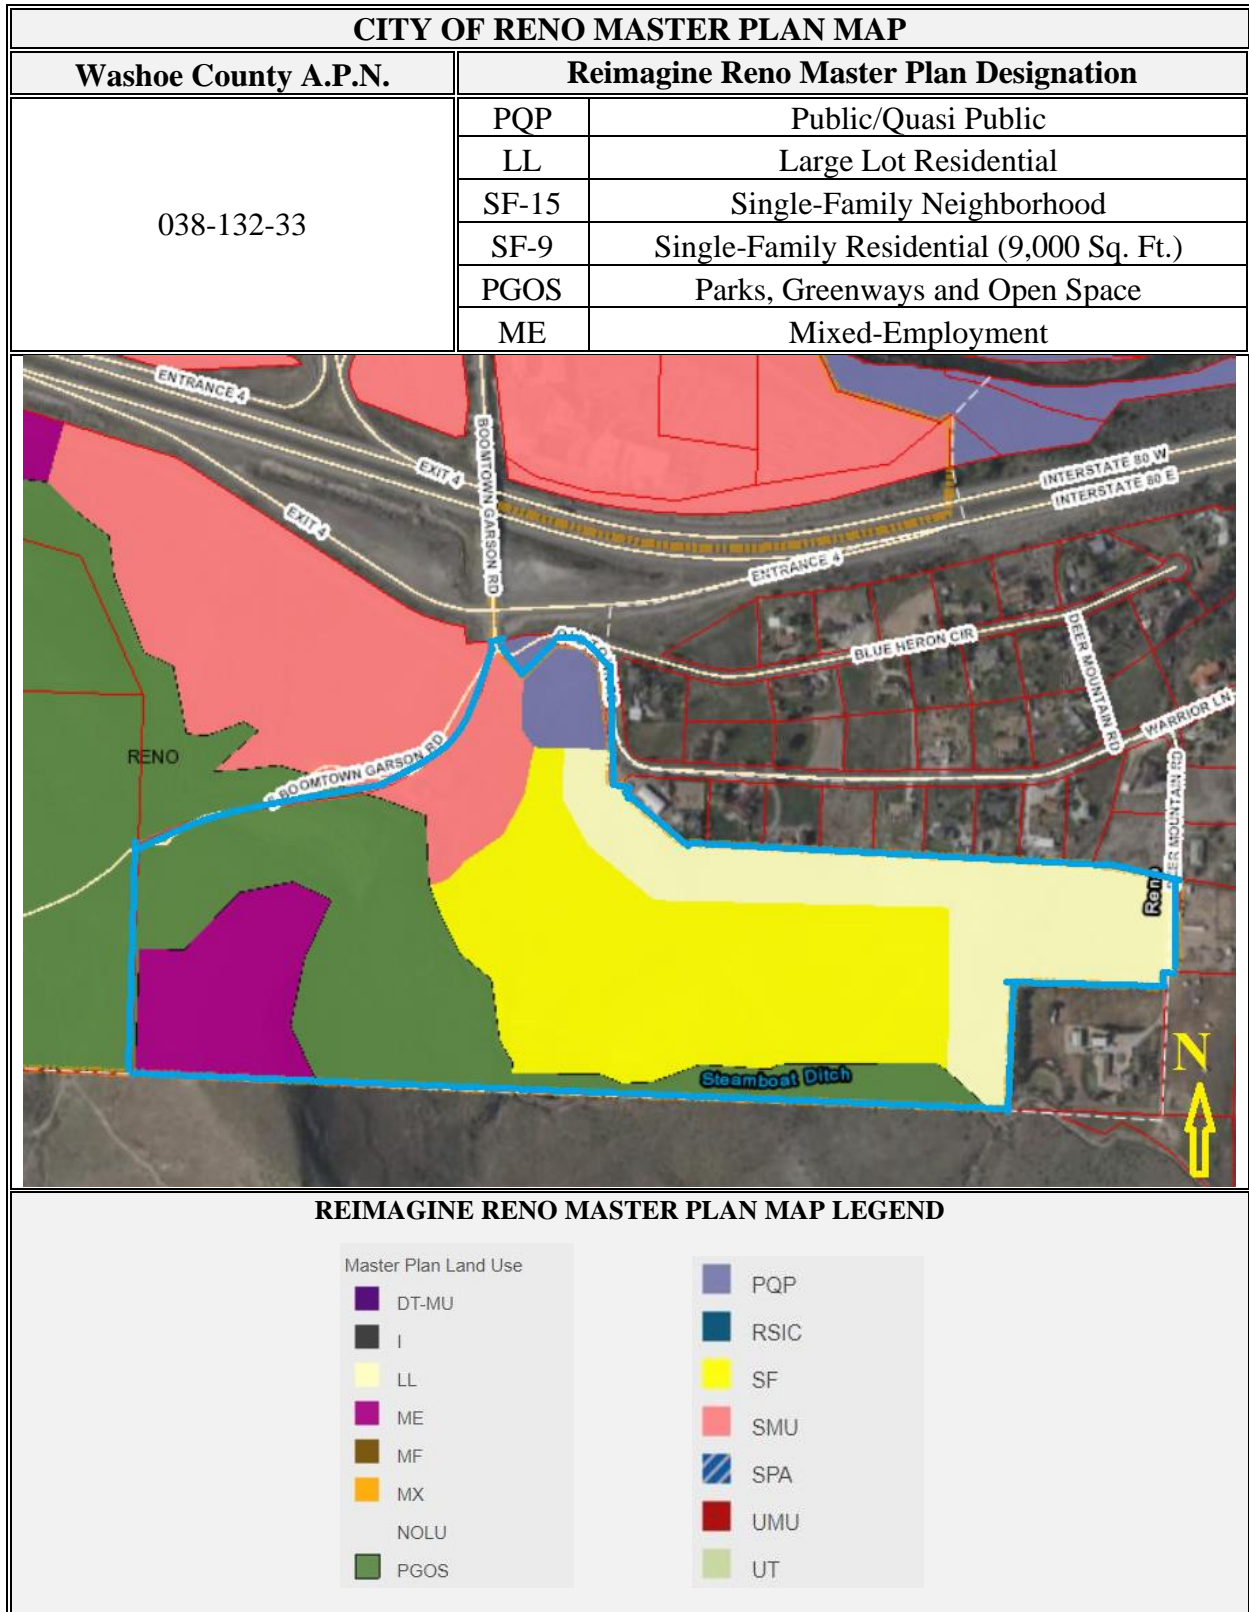 CITY OF RENO MASTER PLAN MAP
Washoe County A.P.N.
Reimagine Reno Master Plan Designation
038-132-33
PQP Public/Quasi Public
LL Large Lot Residential
SF-15 Single-Family Neighborhood
SF-9 Single-Family Residential (9,000 Sq. Ft.)
PGOS Parks, Greenways and Open Space
ME Mixed-Employment
ENTRANCE 4
EXIT 4
BOOMTOWN GARSON RD
INTERSTATE 80 W
INTERSTATE 80 E
EXIT 4
ENTRANCE 4
BLUE HERON CIR
DEER MOUNTAIN RD
WARRIOR LN
RENO
BOOMTOWN GARSON RD
DEER MOUNTAIN RD
Reno
Steamboat Ditch
N
REIMAGINE RENO MASTER PLAN MAP LEGEND
Master Plan Land Use
DT-MU
I
LL
ME
MF
MX
NOLU
PGOS
PQP
RSIC
SF
SMU
SPA
UMU
UT